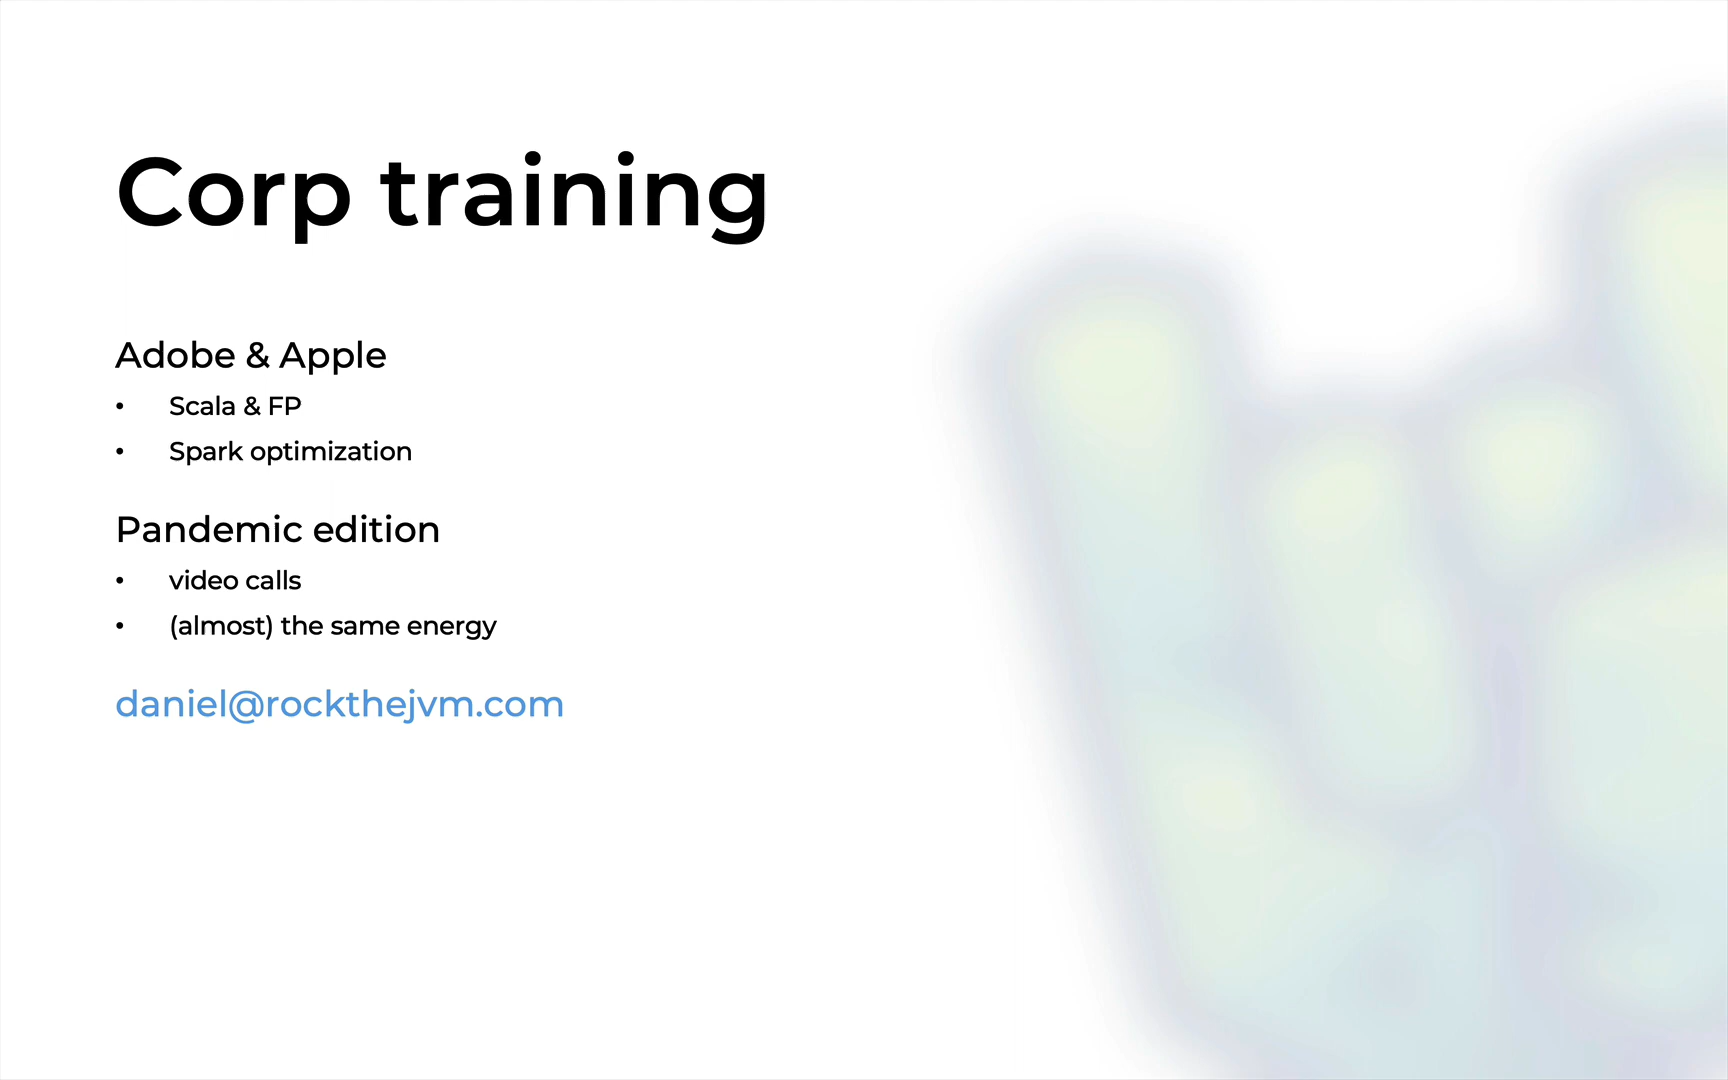 Corp training
Adobe & Apple
• Scala & FP
• Spark optimization
Pandemic edition
• video calls
• (almost) the same energy
daniel@rockthejvm.com